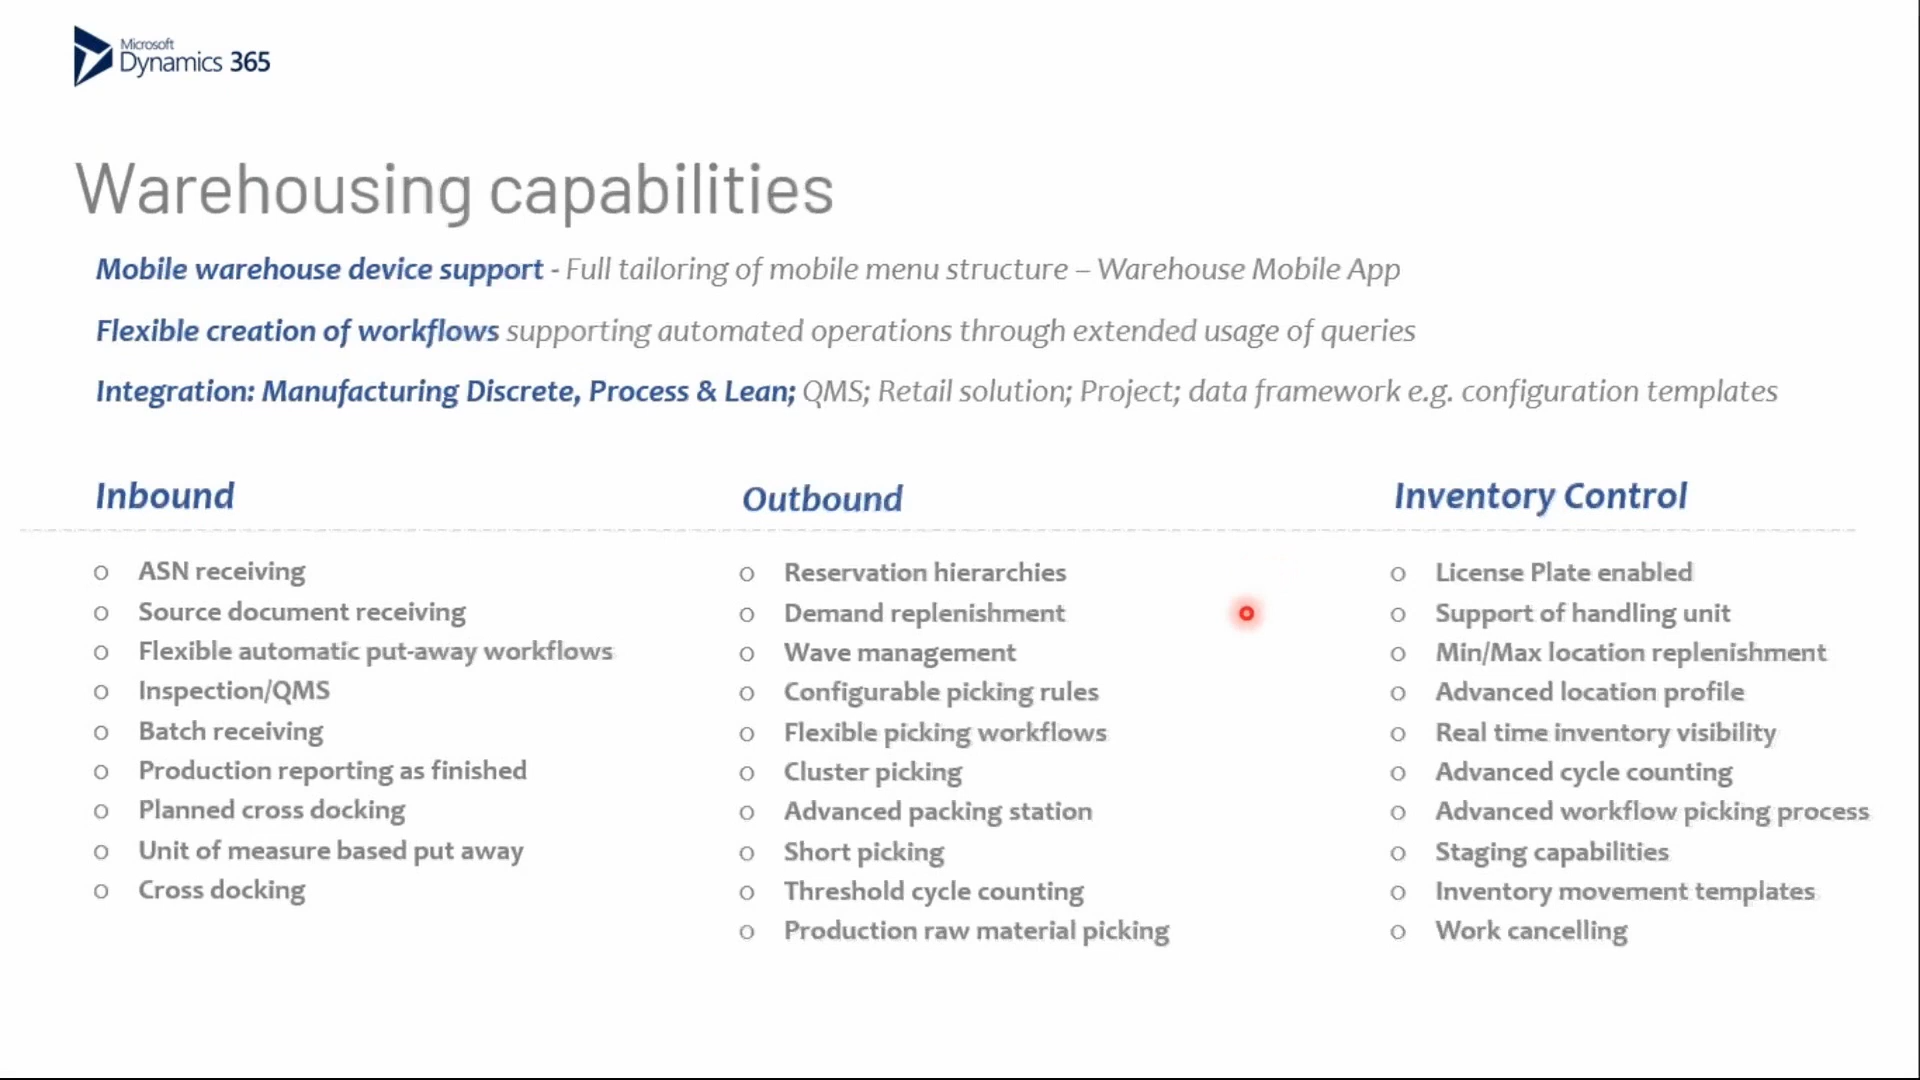 Microsoft
Dynamics 365
Warehousing capabilities
Mobile warehouse device support - Full tailoring of mobile menu structure – Warehouse Mobile App
Flexible creation of workflows supporting automated operations through extended usage of queries
Integration: Manufacturing Discrete, Process & Lean; QMS; Retail solution; Project; data framework e.g. configuration templates
Inbound
o ASN receiving
o Source document receiving
o Flexible automatic put-away workflows
o Inspection/QMS
o Batch receiving
o Production reporting as finished
o Planned cross docking
o Unit of measure based put away
o Cross docking
Outbound
o Reservation hierarchies
o Demand replenishment
o Wave management
o Configurable picking rules
o Flexible picking workflows
o Cluster picking
o Advanced packing station
o Short picking
o Threshold cycle counting
o Production raw material picking
Inventory Control
o License Plate enabled
o Support of handling unit
o Min/Max location replenishment
o Advanced location profile
o Real time inventory visibility
o Advanced cycle counting
o Advanced workflow picking process
o Staging capabilities
o Inventory movement templates
o Work cancelling